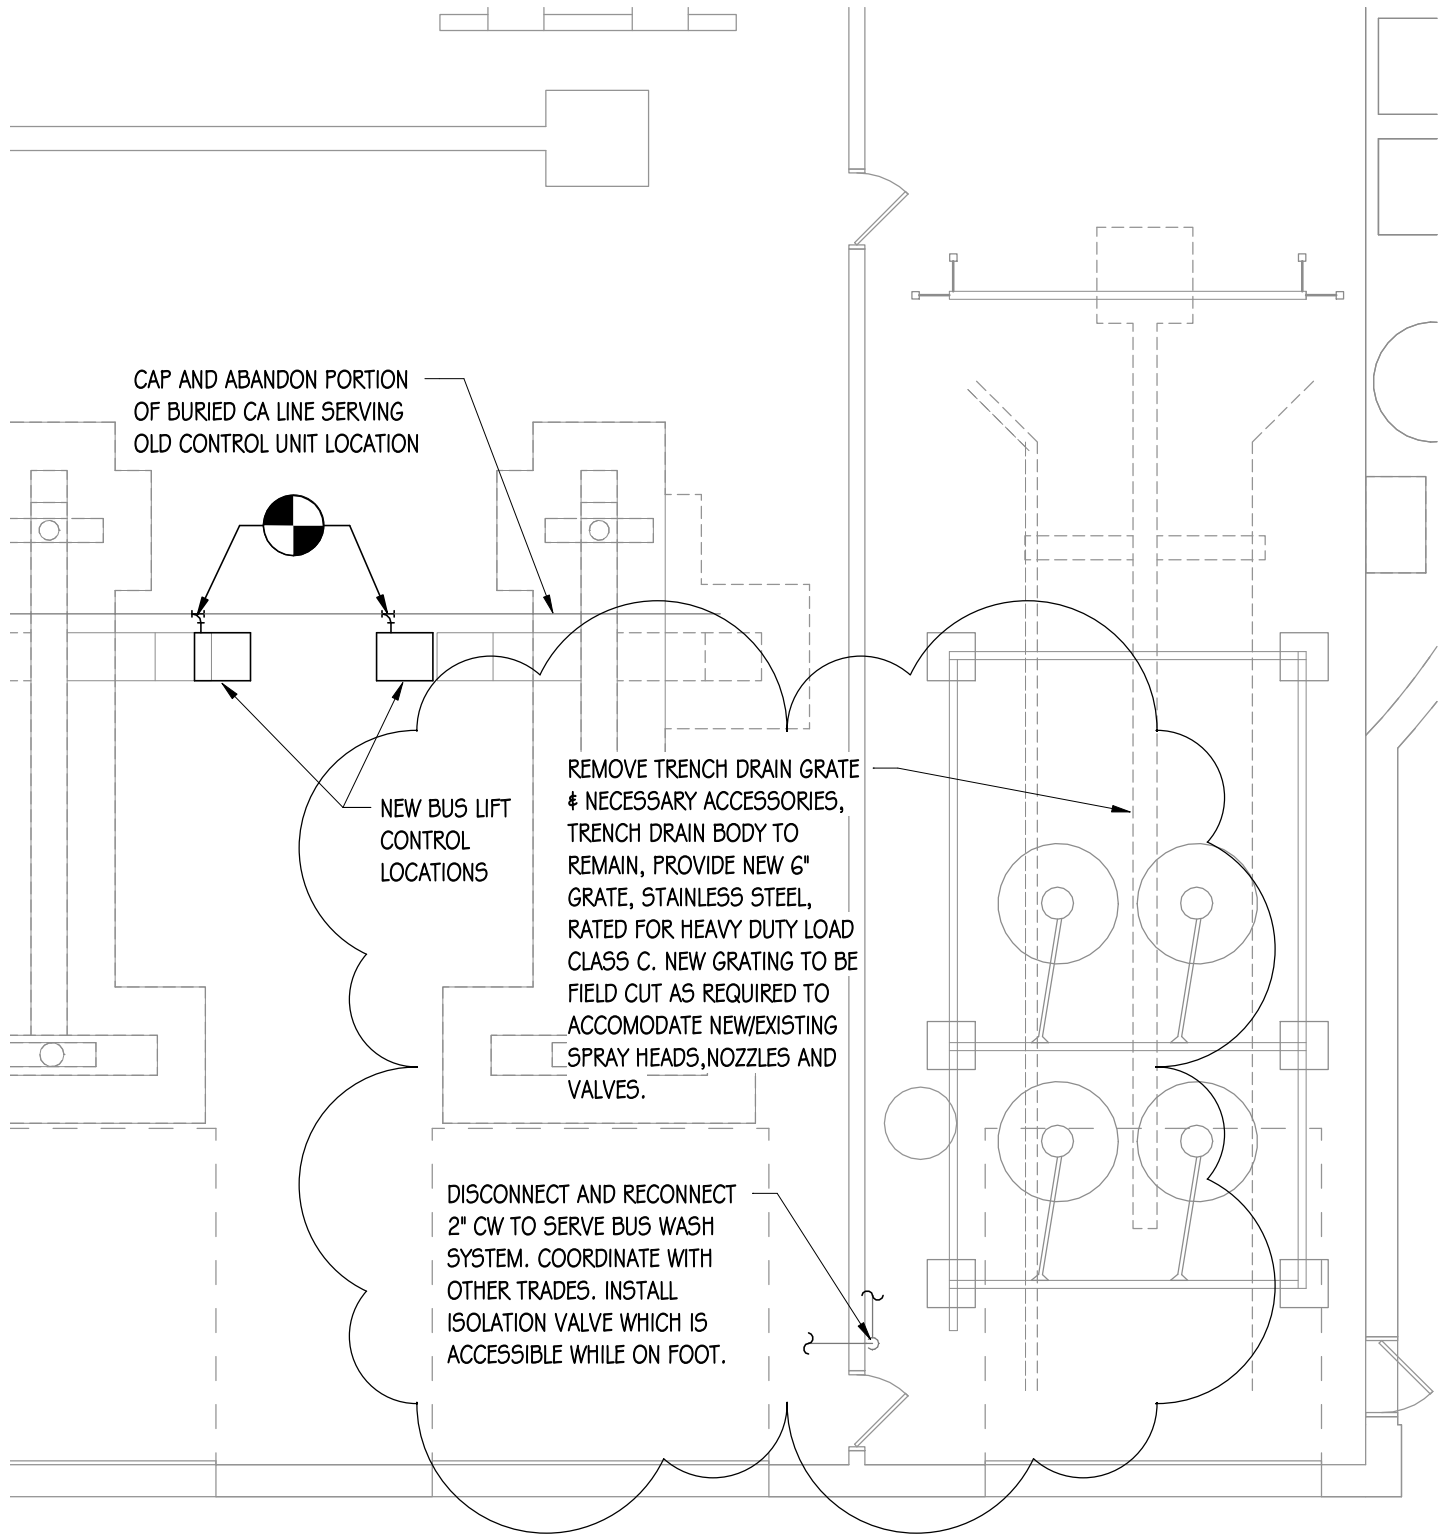 CAP AND ABANDON PORTION
OF BURIED CA LINE SERVING
OLD CONTROL UNIT LOCATION
NEW BUS LIFT
CONTROL
LOCATIONS
REMOVE TRENCH DRAIN GRATE
& NECESSARY ACCESSORIES,
TRENCH DRAIN BODY TO
REMAIN, PROVIDE NEW 6"
GRATE, STAINLESS STEEL,
RATED FOR HEAVY DUTY LOAD
CLASS C. NEW GRATING TO BE
FIELD CUT AS REQUIRED TO
ACCOMODATE NEW/EXISTING
SPRAY HEADS,NOZZLES AND
VALVES.
DISCONNECT AND RECONNECT
2" CW TO SERVE BUS WASH
SYSTEM. COORDINATE WITH
OTHER TRADES. INSTALL
ISOLATION VALVE WHICH IS
ACCESSIBLE WHILE ON FOOT.